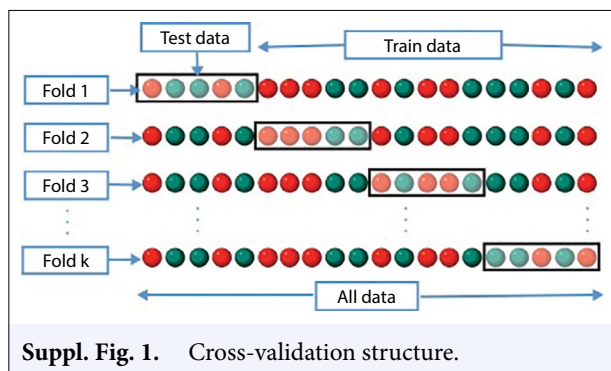 Test data
Train data
Fold 1
Fold 2
Fold 3
Fold k
All data
Suppl. Fig. 1. Cross-validation structure.